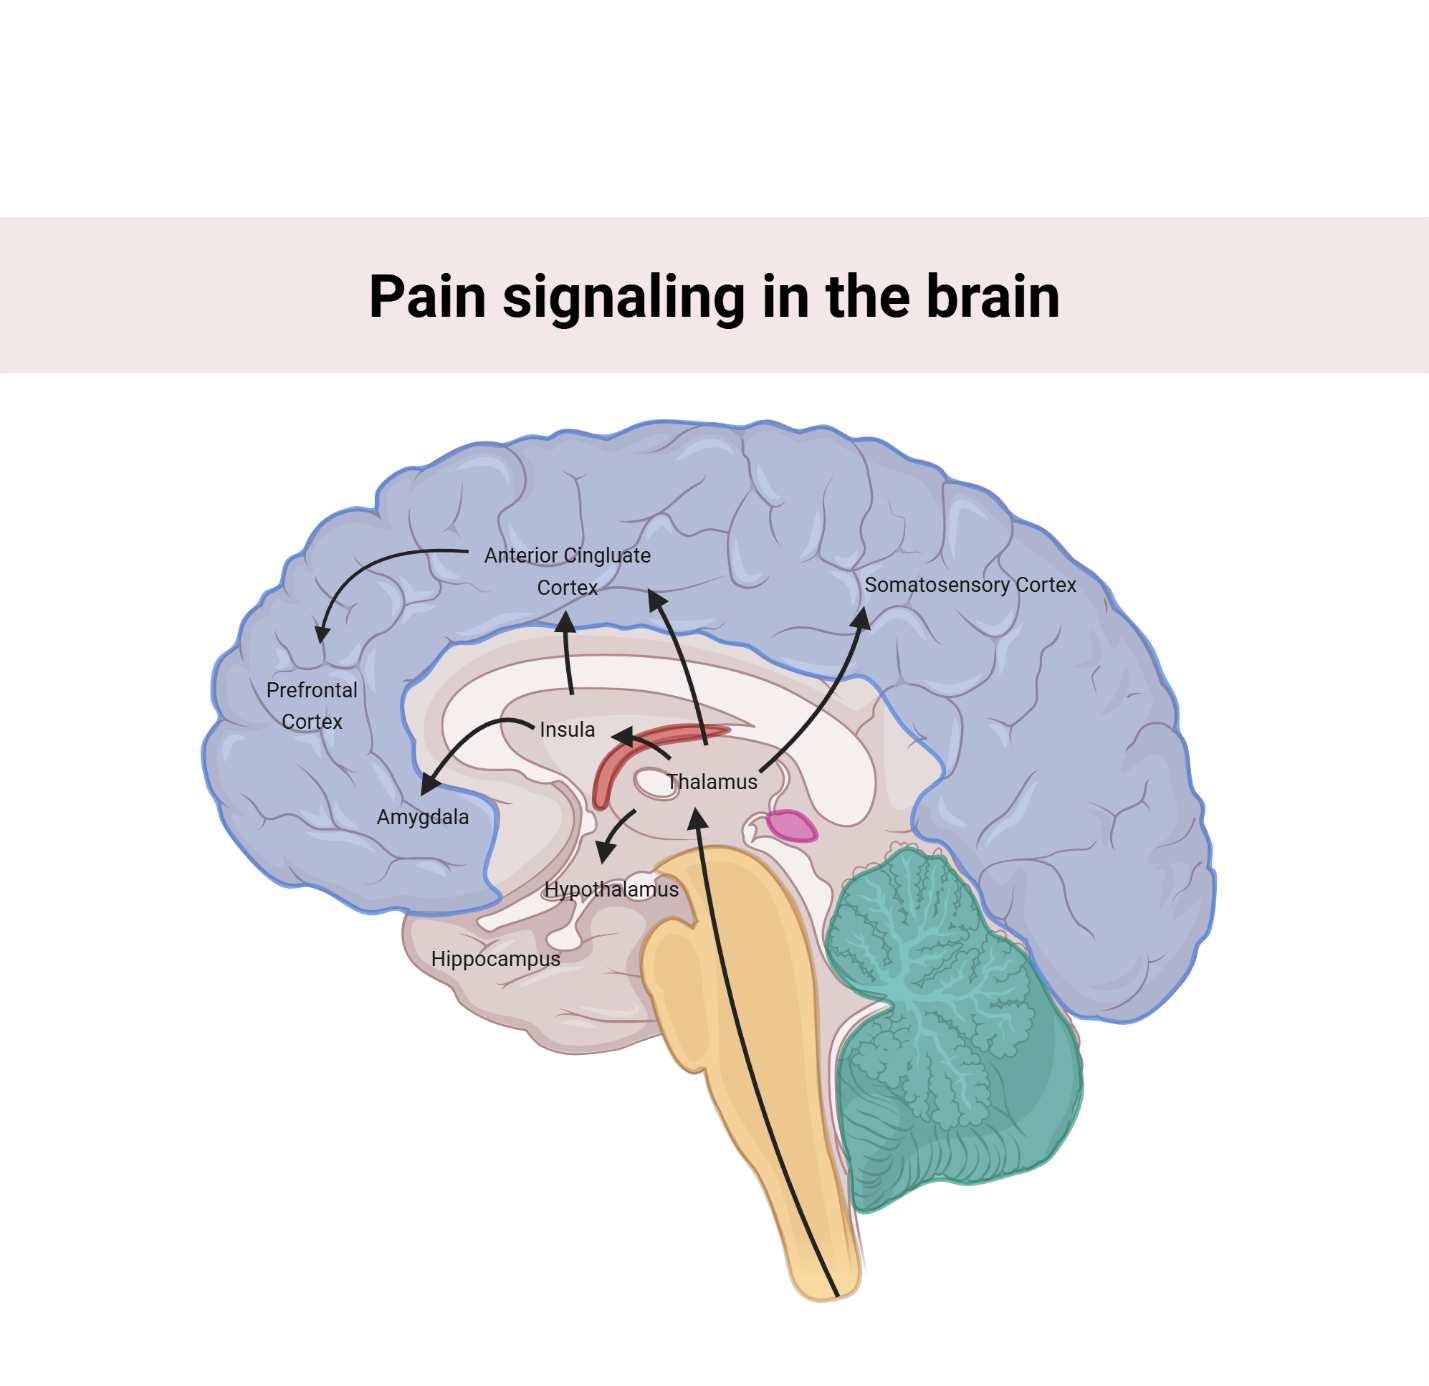 Pain signaling in the brain
Anterior Cingluate
Cortex
Somatosensory Cortex
Prefrontal
Cortex
Insula
Thalamus
Amygdala
Hypothalamus
Hippocampus